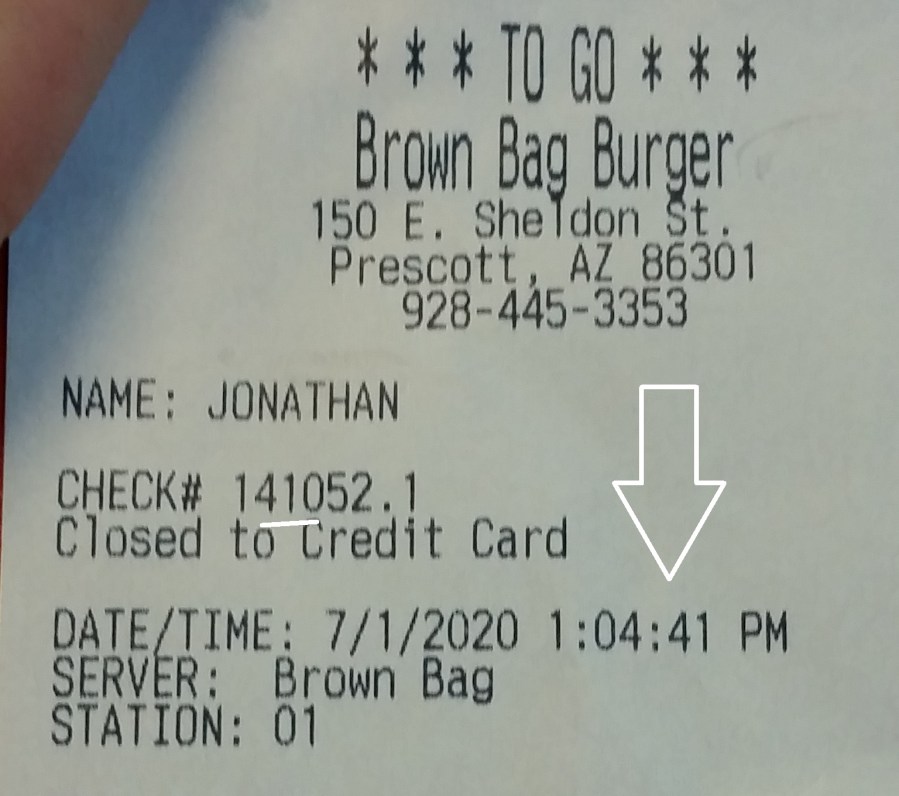 * * * TO GO * * *
Brown Bag Burger
150 E. Sheldon St.
Prescott, AZ 86301
928-445-3353
NAME: JONATHAN
CHECK# 141052.1
Closed to Credit Card
DATE/TIME: 7/1/2020 1:04:41 PM
SERVER: Brown Bag
STATION: 01